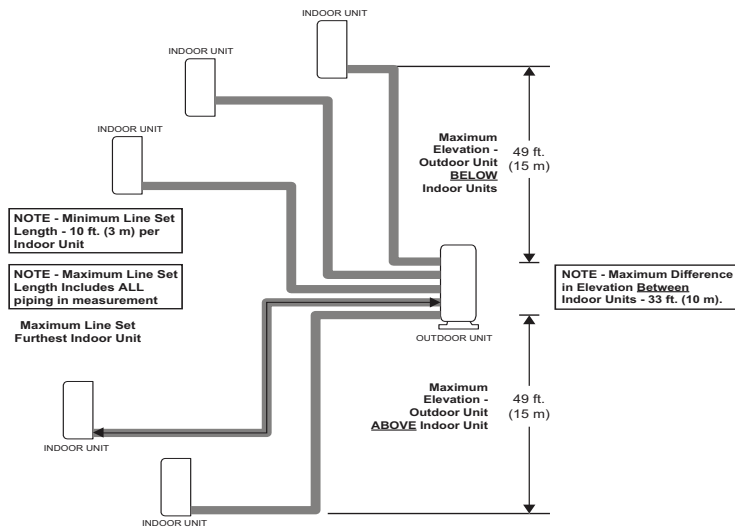 INDOOR UNIT
INDOOR UNIT
INDOOR UNIT
Maximum
Elevation -
Outdoor Unit
BELOW
Indoor Units
49 ft.
(15 m)
NOTE - Minimum Line Set
Length - 10 ft. (3 m) per
Indoor Unit
NOTE - Maximum Line Set
Length Includes ALL
piping in measurement
NOTE - Maximum Difference
in Elevation Between
Indoor Units - 33 ft. (10 m).
Maximum Line Set
Furthest Indoor Unit
OUTDOOR UNIT
Maximum
Elevation -
Outdoor Unit
ABOVE Indoor Unit
49 ft.
(15 m)
INDOOR UNIT
INDOOR UNIT